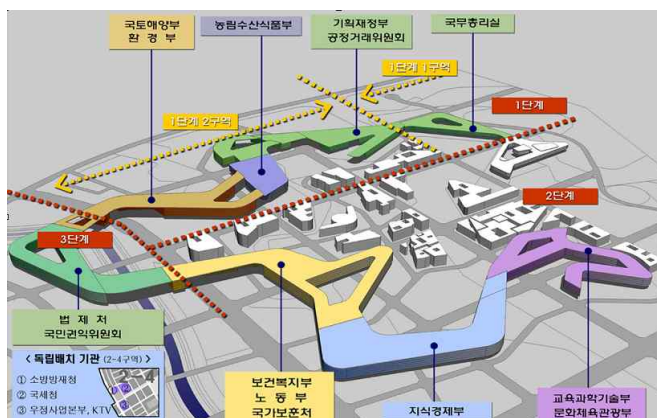 국토해양부
환 경 부
농림수산식품부
기획재정부
공정거래위원회
국무총리실
1단계 1구역
1단계 2구역
1단계
2단계
3단계
법 제 처
국민권익위원회
< 독립배치 기관 (2-4구역) >
① 소방방재청
② 국세청
③ 우정사업본부, KTV
보건복지부
노 동 부
국가보훈처
지식경제부
교육과학기술부
문화체육관광부